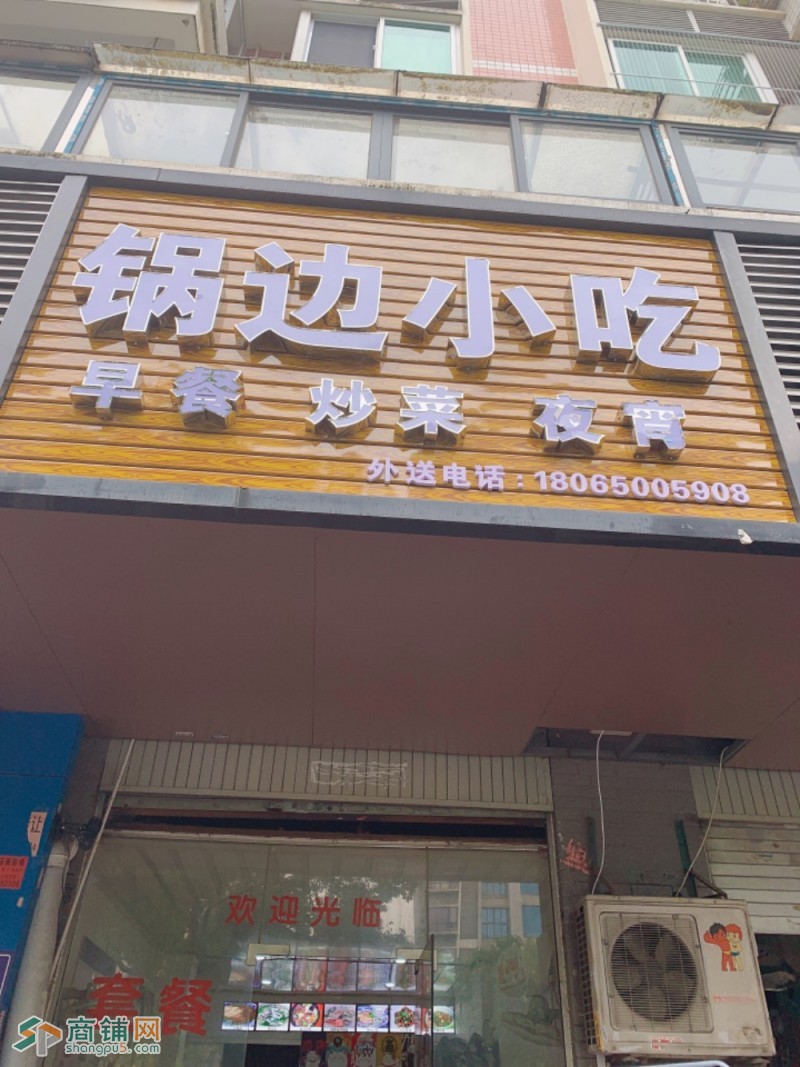 锅边小吃
早餐 炒菜 夜宵
外送电话：18065005908
让
欢迎光临
套餐
商铺网
shangpu5.com